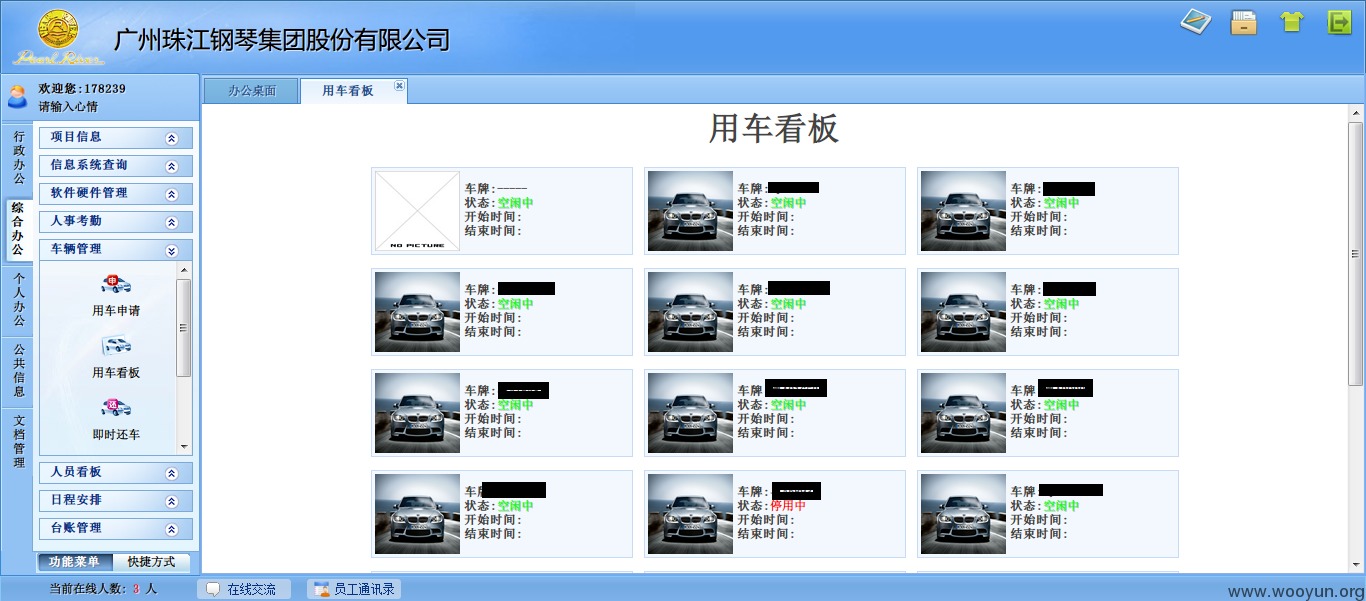 Pearl River
广州珠江钢琴集团股份有限公司
欢迎您:178239
请输入心情
办公桌面
用车看板
行政办公
综合办公
个人办公
公共信息
文档管理
项目信息
信息系统查询
软件硬件管理
人事考勤
车辆管理
用车申请
用车看板
即时还车
人员看板
日程安排
台账管理
功能菜单 快捷方式
用车看板
NO PICTURE
车牌:-----
状态:空闲中
开始时间:
结束时间:
车牌:
状态:空闲中
开始时间:
结束时间:
车牌:
状态:空闲中
开始时间:
结束时间:
车牌:
状态:空闲中
开始时间:
结束时间:
车牌:
状态:空闲中
开始时间:
结束时间:
车牌:
状态:空闲中
开始时间:
结束时间:
车牌:
状态:空闲中
开始时间:
结束时间:
车牌:
状态:空闲中
开始时间:
结束时间:
车牌:
状态:空闲中
开始时间:
结束时间:
车
状态:空闲中
开始时间:
结束时间:
车牌:
状态:停用中
开始时间:
结束时间:
车牌
状态:空闲中
开始时间:
结束时间:
当前在线人数: 3 人
在线交流
员工通讯录
www.wooyun.org